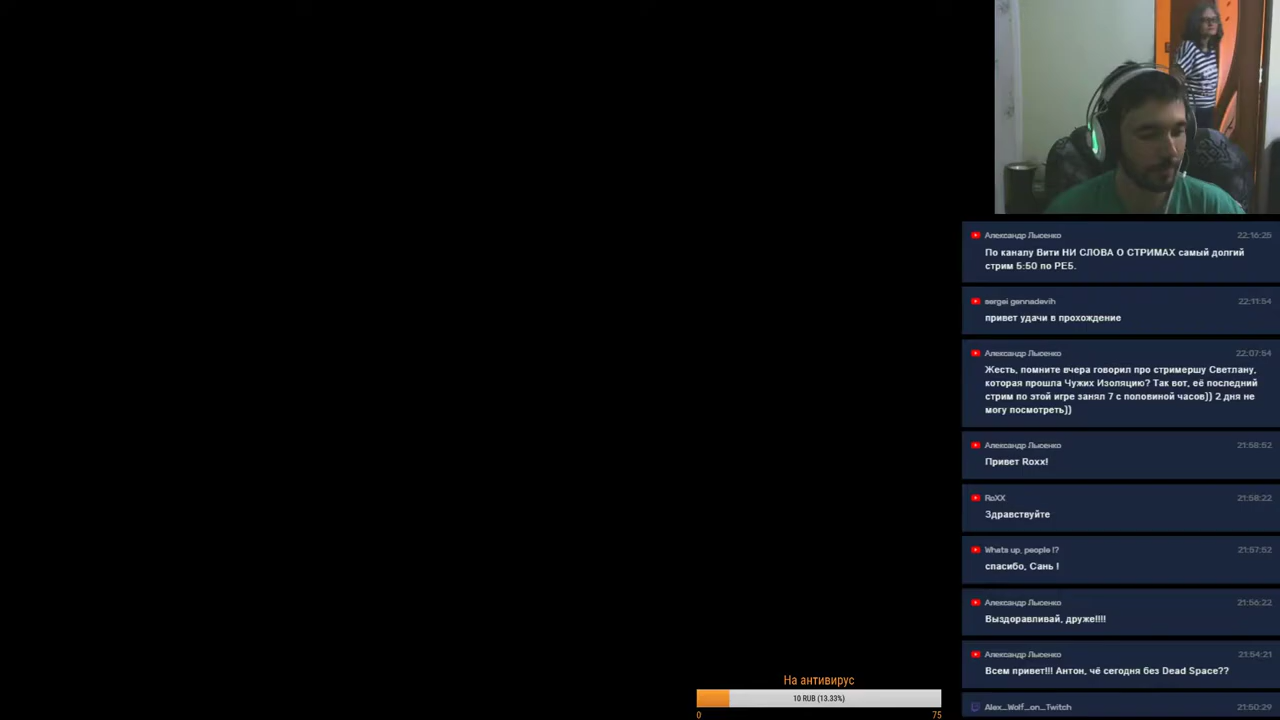 Александр Лысенко 22:16:25
По каналу Вити НИ СЛОВА О СТРИМАХ самый долгий
стрим 5:50 по РЕ5.
sergei gennadevih 22:11:54
привет удачи в прохождение
Александр Лысенко 22:07:54
Жесть, помните вчера говорил про стримершу Светлану,
которая прошла Чужих Изоляцию? Так вот, её последний
стрим по этой игре занял 7 с половиной часов)) 2 дня не
могу посмотреть))
Александр Лысенко 21:58:52
Привет Roxx!
RoXX 21:58:22
Здравствуйте
Whats up, people !? 21:57:52
спасибо, Сань !
Александр Лысенко 21:56:22
Выздоравливай, друже!!!!
Александр Лысенко 21:54:21
Всем привет!!! Антон, чё сегодня без Dead Space??
Alex_Wolf_on_Twitch 21:50:29
На антивирус
10 RUB (13.33%)
0 75